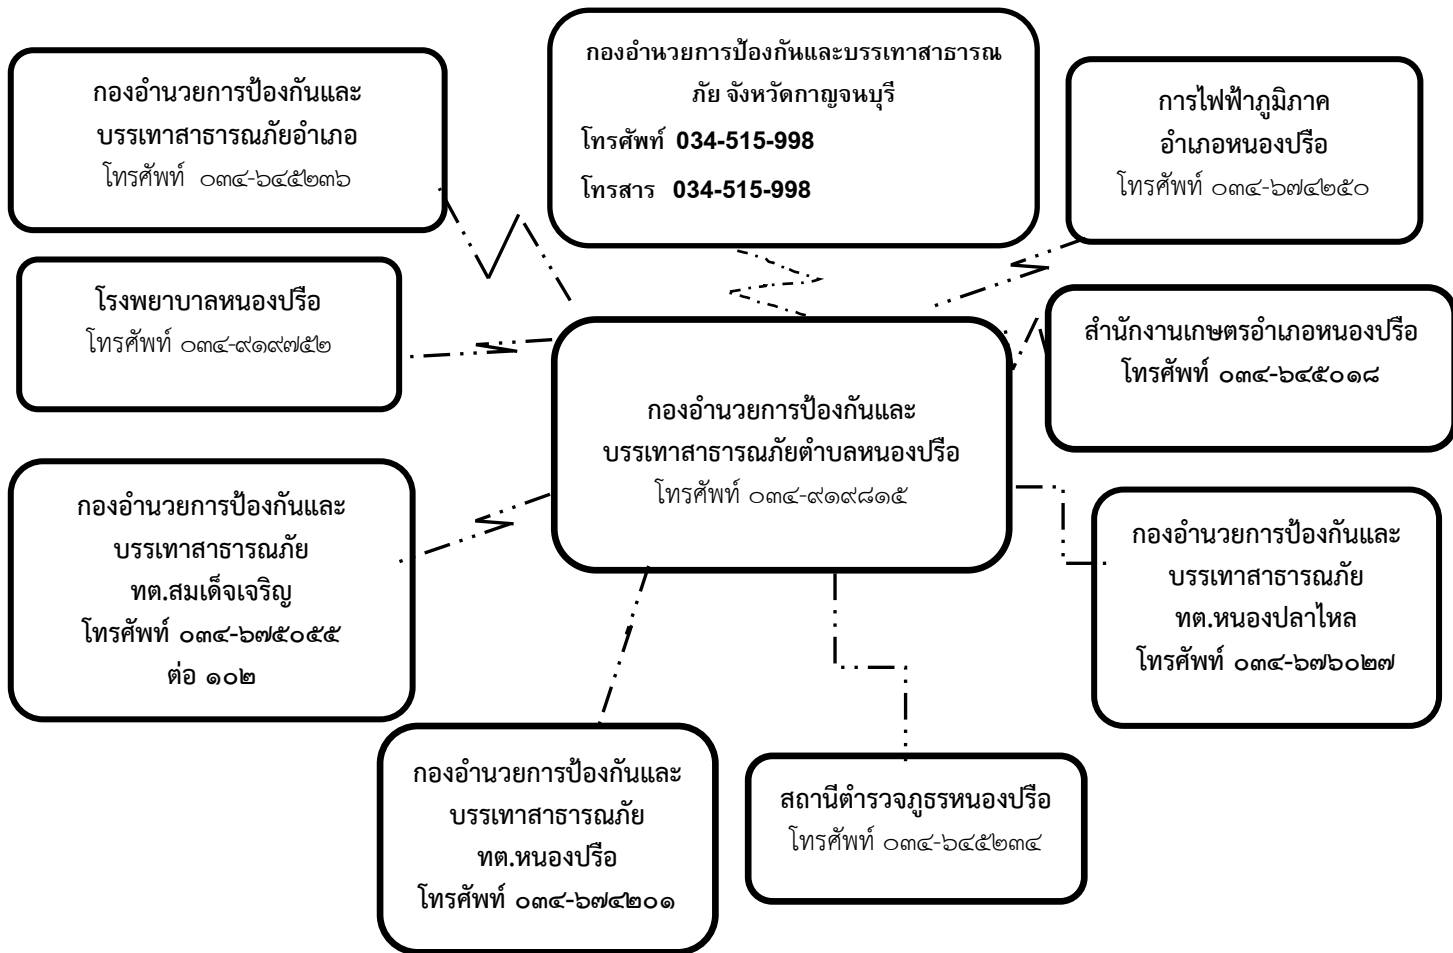 กองอำนวยการป้องกันและ
บรรเทาสาธารณภัยอำเภอ
โทรศัพท์ ๐๓๔-๖๔๕๒๓๖
กองอำนวยการป้องกันและบรรเทาสาธารณ
ภัย จังหวัดกาญจนบุรี
โทรศัพท์ 034-515-998
โทรสาร 034-515-998
การไฟฟ้าภูมิภาค
อำเภอหนองปรือ
โทรศัพท์ ๐๓๔-๖๗๔๒๕๐
โรงพยาบาลหนองปรือ
โทรศัพท์ ๐๓๔-๙๑๙๗๕๒
สำนักงานเกษตรอำเภอหนองปรือ
โทรศัพท์ ๐๓๔-๖๔๕๐๑๘
กองอำนวยการป้องกันและ
บรรเทาสาธารณภัยตำบลหนองปรือ
โทรศัพท์ ๐๓๔-๙๑๙๘๑๕
กองอำนวยการป้องกันและ
บรรเทาสาธารณภัย
ทต.สมเด็จเจริญ
โทรศัพท์ ๐๓๔-๖๗๕๐๕๕
ต่อ ๑๐๒
กองอำนวยการป้องกันและ
บรรเทาสาธารณภัย
ทต.หนองปลาไหล
โทรศัพท์ ๐๓๔-๖๗๖๐๒๗
กองอำนวยการป้องกันและ
บรรเทาสาธารณภัย
ทต.หนองปรือ
โทรศัพท์ ๐๓๔-๖๗๔๒๐๑
สถานีตำรวจภูธรหนองปรือ
โทรศัพท์ ๐๓๔-๖๔๕๒๓๔